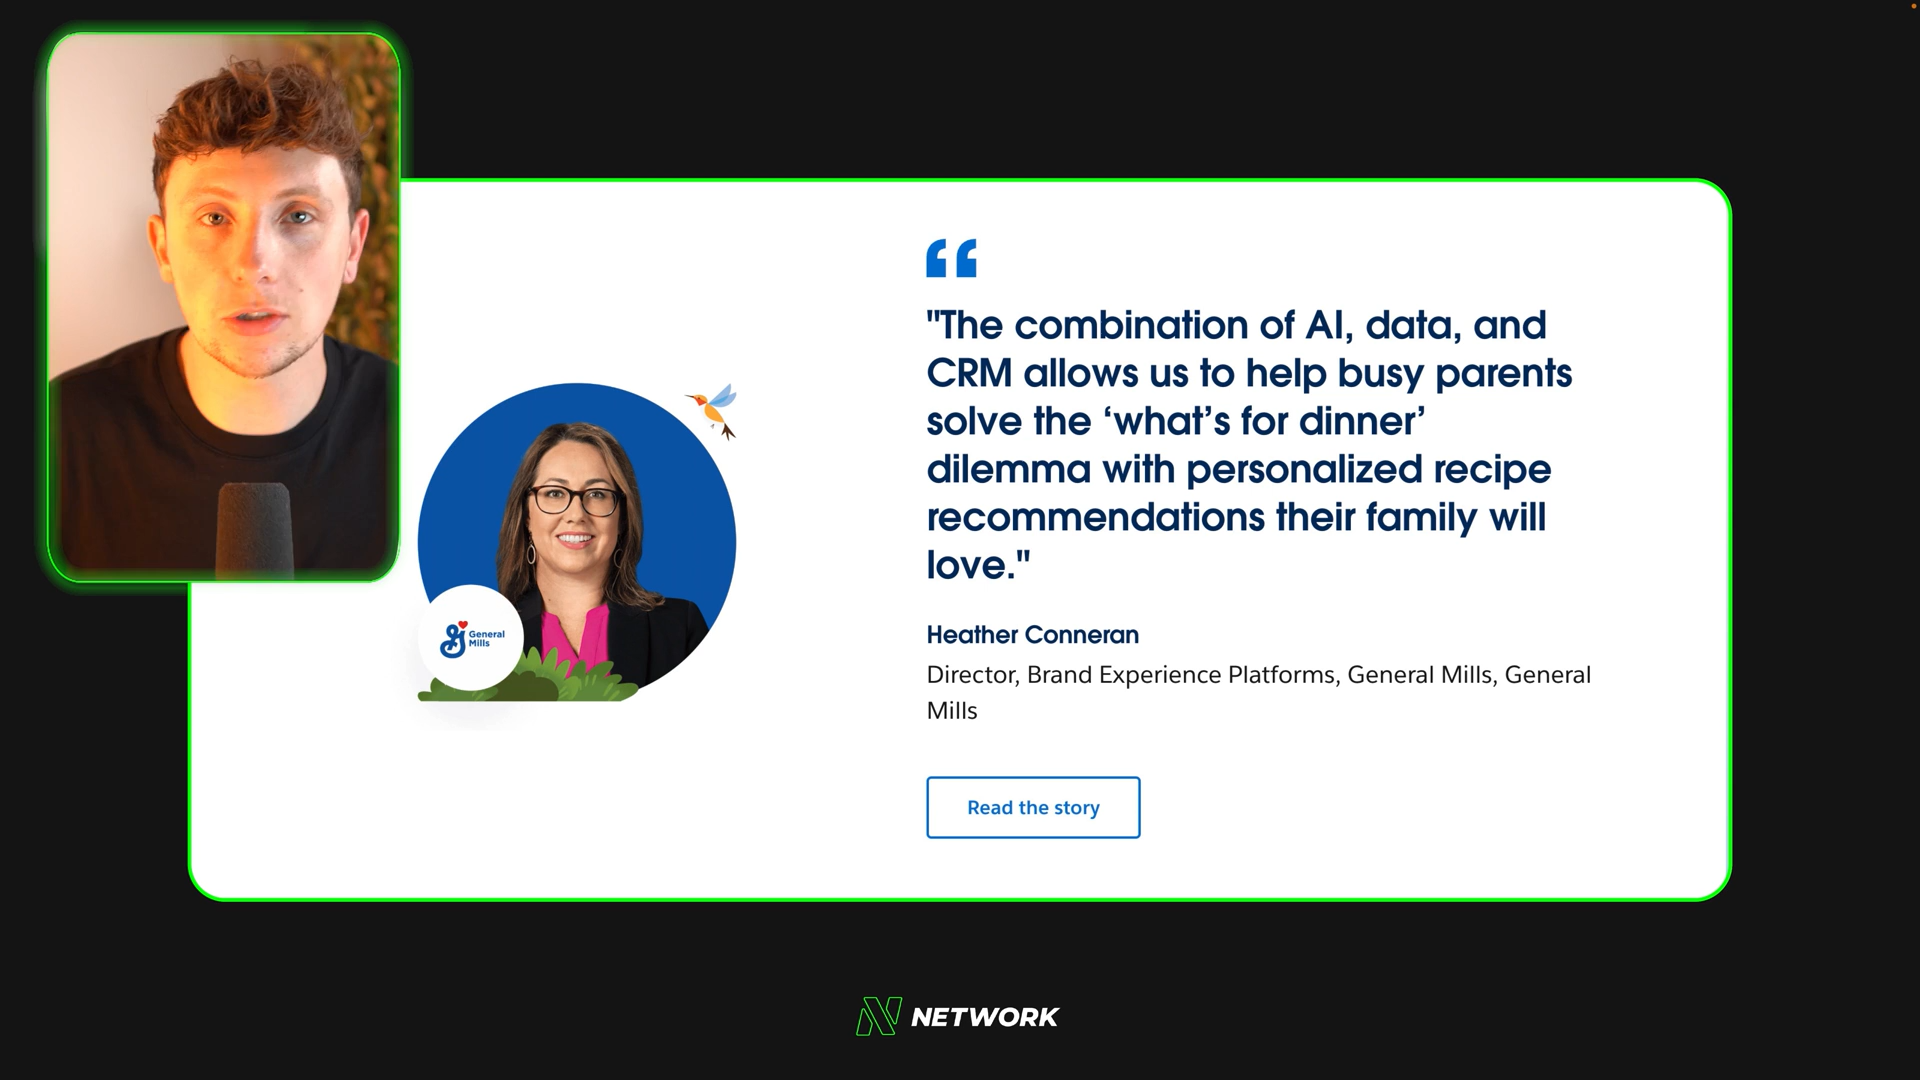 "The combination of AI, data, and
CRM allows us to help busy parents
solve the ‘what’s for dinner’
dilemma with personalized recipe
recommendations their family will
love."
Heather Conneran
Director, Brand Experience Platforms, General Mills, General
Mills
General
Mills
Read the story
NETWORK